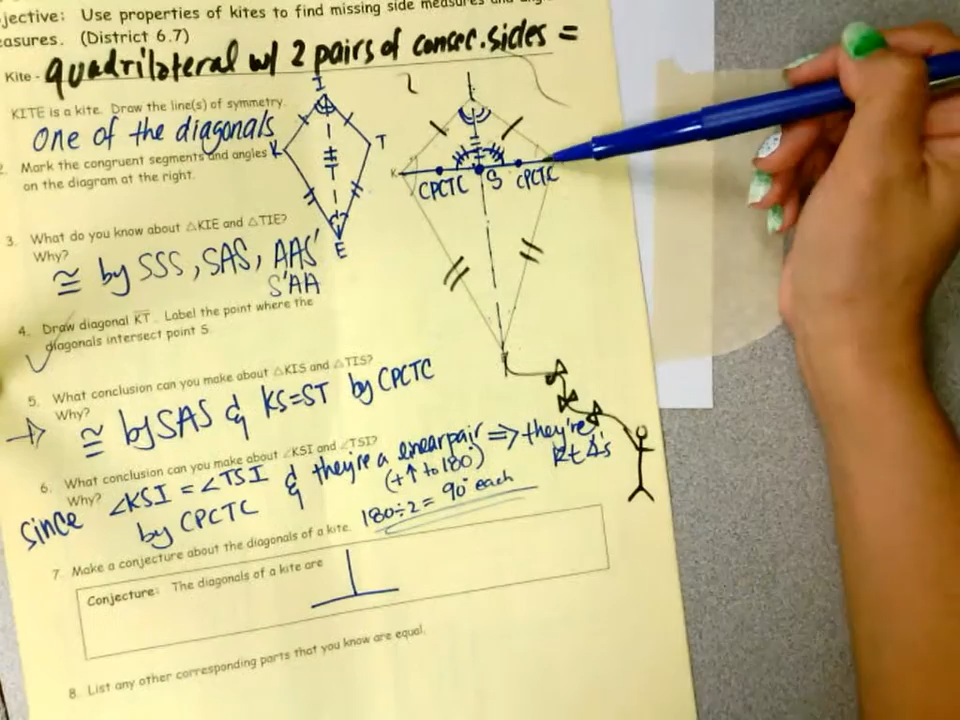 jective: Use properties of kites to find missing side measures and
easures. (District 6.7)
Kite - quadrilateral w/ 2 pairs of consec. sides =
KITE is a kite. Draw the line(s) of symmetry.
One of the diagonals
2. Mark the congruent segments and angles
on the diagram at the right.
I
K
T
E
K
CPCTC
S
CPCTC
3. What do you know about △KIE and △TIE?
Why?
≅ by SSS, SAS, AAS'
S'AA
4. Draw diagonal KT. Label the point where the
diagonals intersect point S.
5. What conclusion can you make about △KIS and △TIS?
Why?
≅ by SAS & KS=ST by CPCTC
6. What conclusion can you make about ∠KSI and ∠TSI?
Why?
Since ∠KSI = ∠TSI & they're a linear pair ⇒ they're
by CPCTC (+↑ to 180°) Rt ∆'s
180÷2 = 90° each
7. Make a conjecture about the diagonals of a kite.
Conjecture: The diagonals of a kite are ⊥
8. List any other corresponding parts that you know are equal.